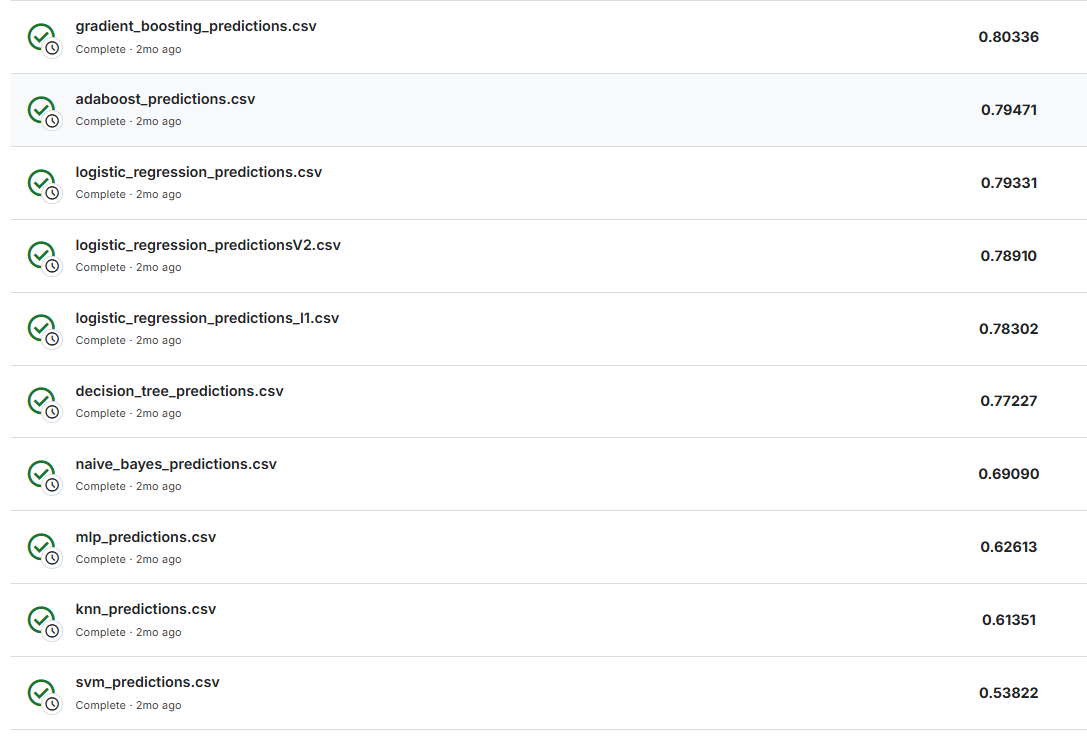 gradient_boosting_predictions.csv
Complete · 2mo ago
0.80336
adaboost_predictions.csv
Complete · 2mo ago
0.79471
logistic_regression_predictions.csv
Complete · 2mo ago
0.79331
logistic_regression_predictionsV2.csv
Complete · 2mo ago
0.78910
logistic_regression_predictions_l1.csv
Complete · 2mo ago
0.78302
decision_tree_predictions.csv
Complete · 2mo ago
0.77227
naive_bayes_predictions.csv
Complete · 2mo ago
0.69090
mlp_predictions.csv
Complete · 2mo ago
0.62613
knn_predictions.csv
Complete · 2mo ago
0.61351
svm_predictions.csv
Complete · 2mo ago
0.53822